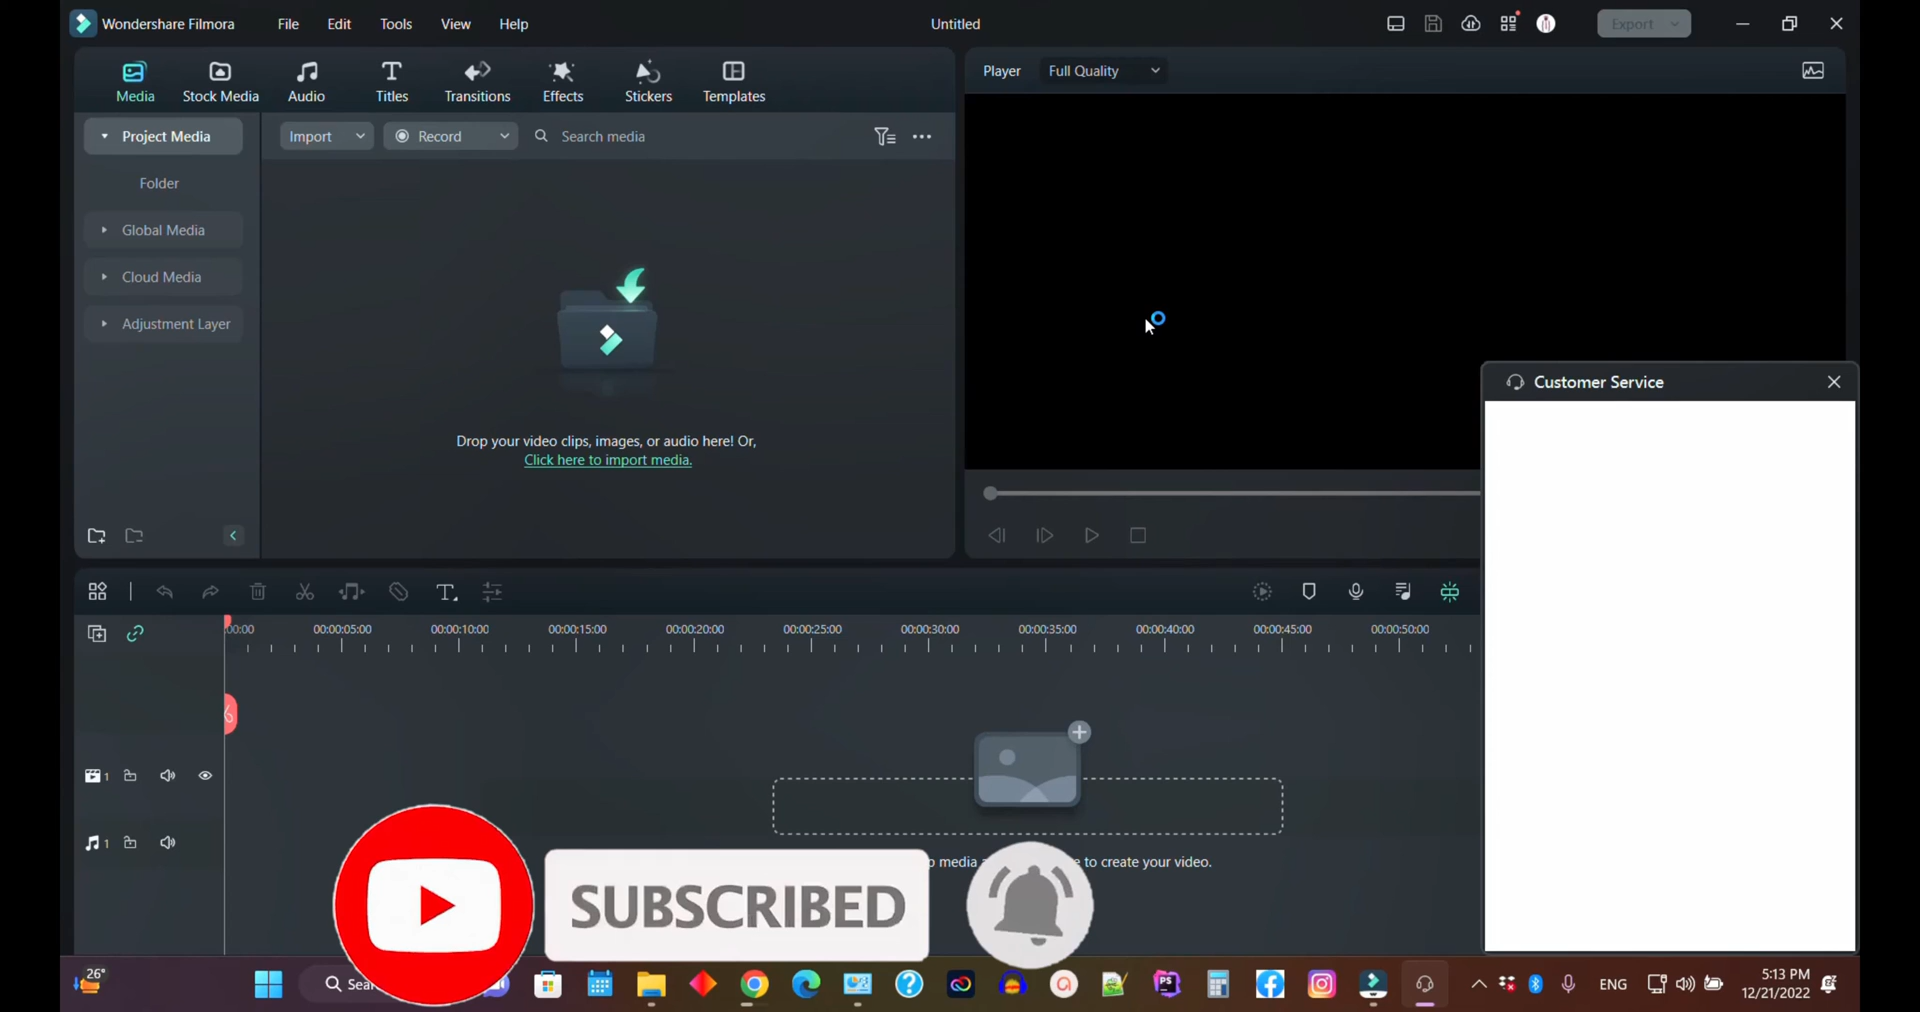 Wondershare Filmora File Edit Tools View Help Untitled Export
Media Stock Media Audio Titles Transitions Effects Stickers Templates
Player Full Quality
Project Media Import Record Search media
Folder
Global Media
Cloud Media
Adjustment Layer
Drop your video clips, images, or audio here! Or,
Click here to import media.
Customer Service
00:00 00:00:05:00 00:00:10:00 00:00:15:00 00:00:20:00 00:00:25:00 00:00:30:00 00:00:35:00 00:00:40:00 00:00:45:00 00:00:50:00
1
1
media to create your video.
SUBSCRIBED
26°
PS
ENG
5:13 PM
12/21/2022